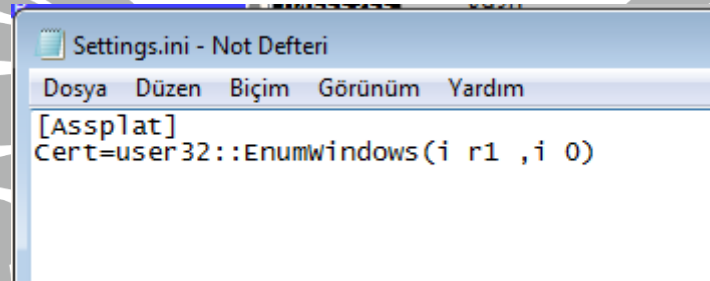 Settings.ini - Not Defteri
Dosya Düzen Biçim Görünüm Yardım
[Assplat]
Cert=user32::EnumWindows(i r1 ,i 0)